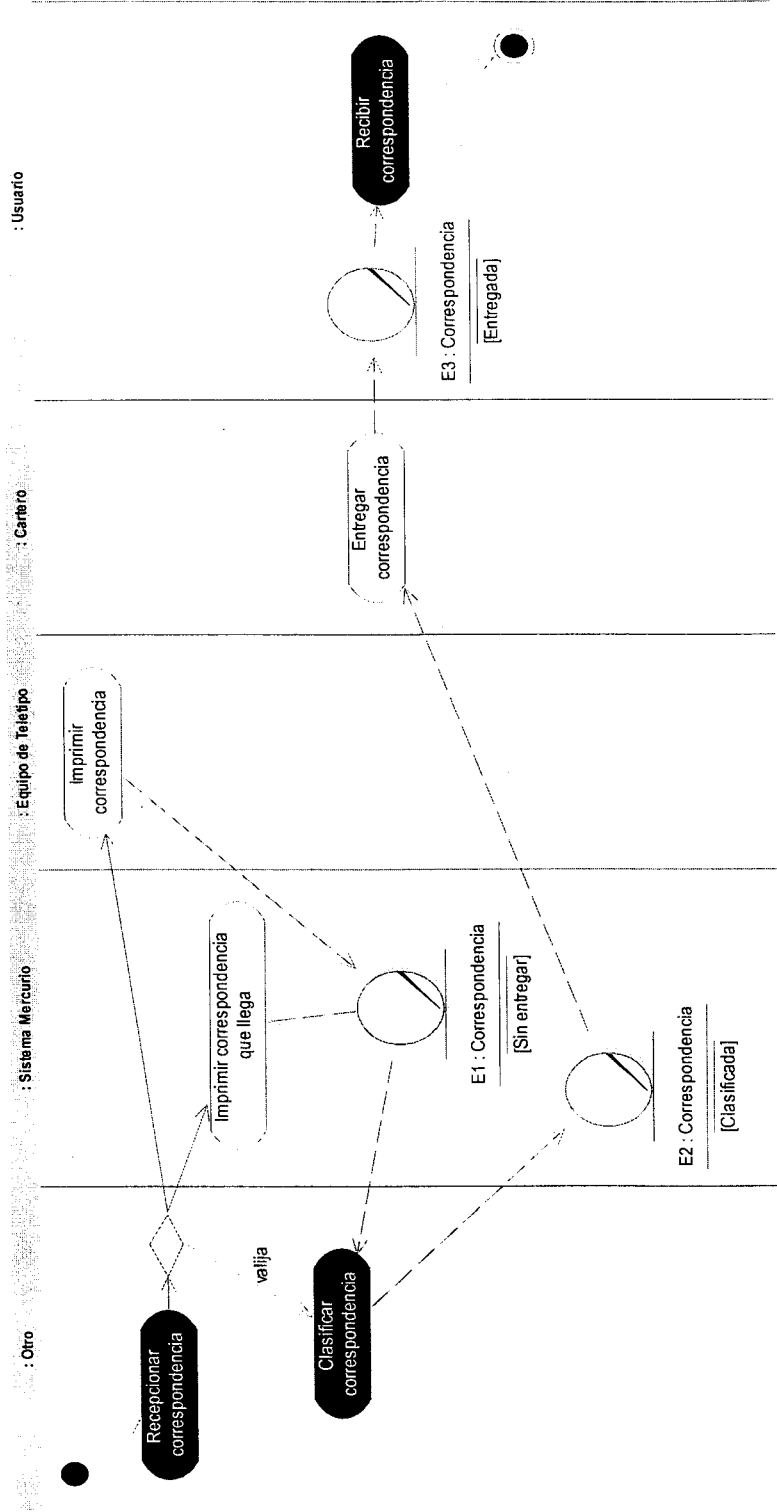 : Otro
: Sistema Mercurio
: Equipo de Teletipo
: Cartero
: Usuario
Recepcionar
correspondencia
Imprimir
correspondencia
Imprimir correspondencia
que llega
valija
Clasificar
correspondencia
E1 : Correspondencia
[Sin entregar]
E2 : Correspondencia
[Clasificada]
Entregar
correspondencia
E3 : Correspondencia
[Entregada]
Recibir
correspondencia